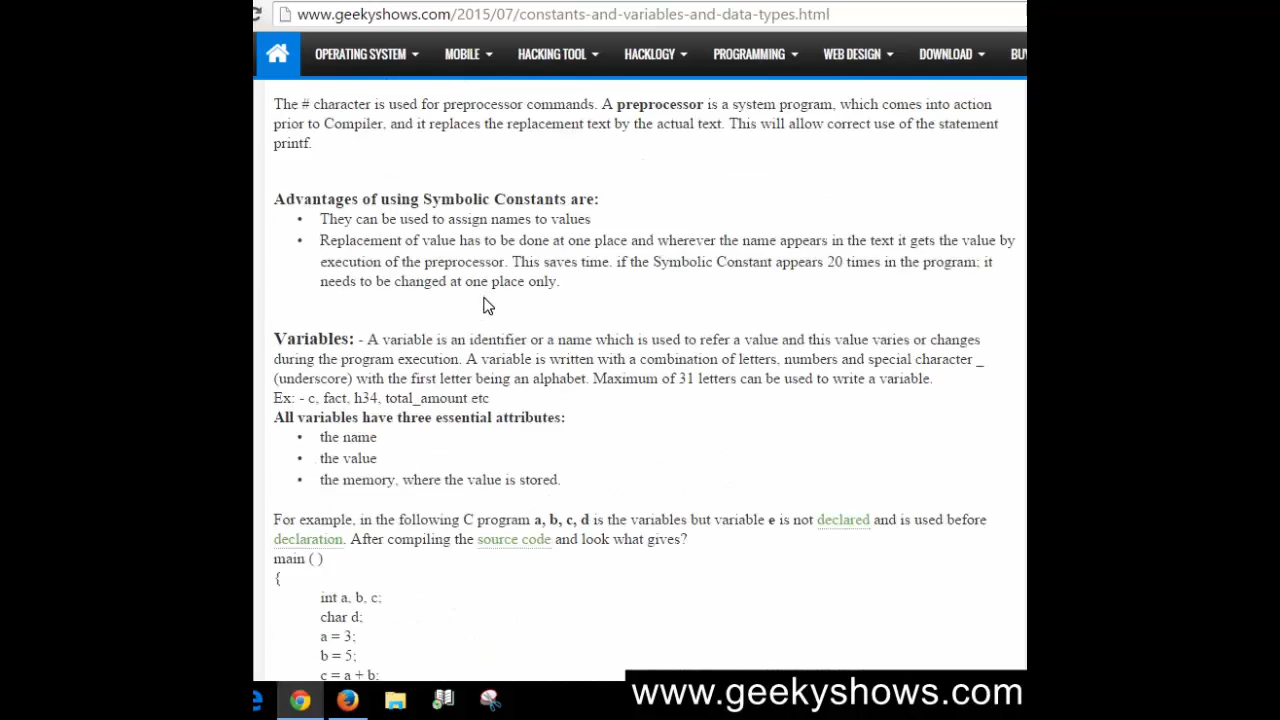 www.geekyshows.com/2015/07/constants-and-variables-and-data-types.html
OPERATING SYSTEM MOBILE HACKING TOOL HACKLOGY PROGRAMMING WEB DESIGN DOWNLOAD BU
The # character is used for preprocessor commands. A preprocessor is a system program, which comes into action
prior to Compiler, and it replaces the replacement text by the actual text. This will allow correct use of the statement
printf.
Advantages of using Symbolic Constants are:
• They can be used to assign names to values
• Replacement of value has to be done at one place and wherever the name appears in the text it gets the value by
execution of the preprocessor. This saves time. if the Symbolic Constant appears 20 times in the program; it
needs to be changed at one place only.
Variables: - A variable is an identifier or a name which is used to refer a value and this value varies or changes
during the program execution. A variable is written with a combination of letters, numbers and special character _
(underscore) with the first letter being an alphabet. Maximum of 31 letters can be used to write a variable.
Ex: - c, fact, h34, total_amount etc
All variables have three essential attributes:
• the name
• the value
• the memory, where the value is stored.
For example, in the following C program a, b, c, d is the variables but variable e is not declared and is used before
declaration. After compiling the source code and look what gives?
main ( )
{
int a, b, c;
char d;
a = 3;
b = 5;
c = a + b;
www.geekyshows.com